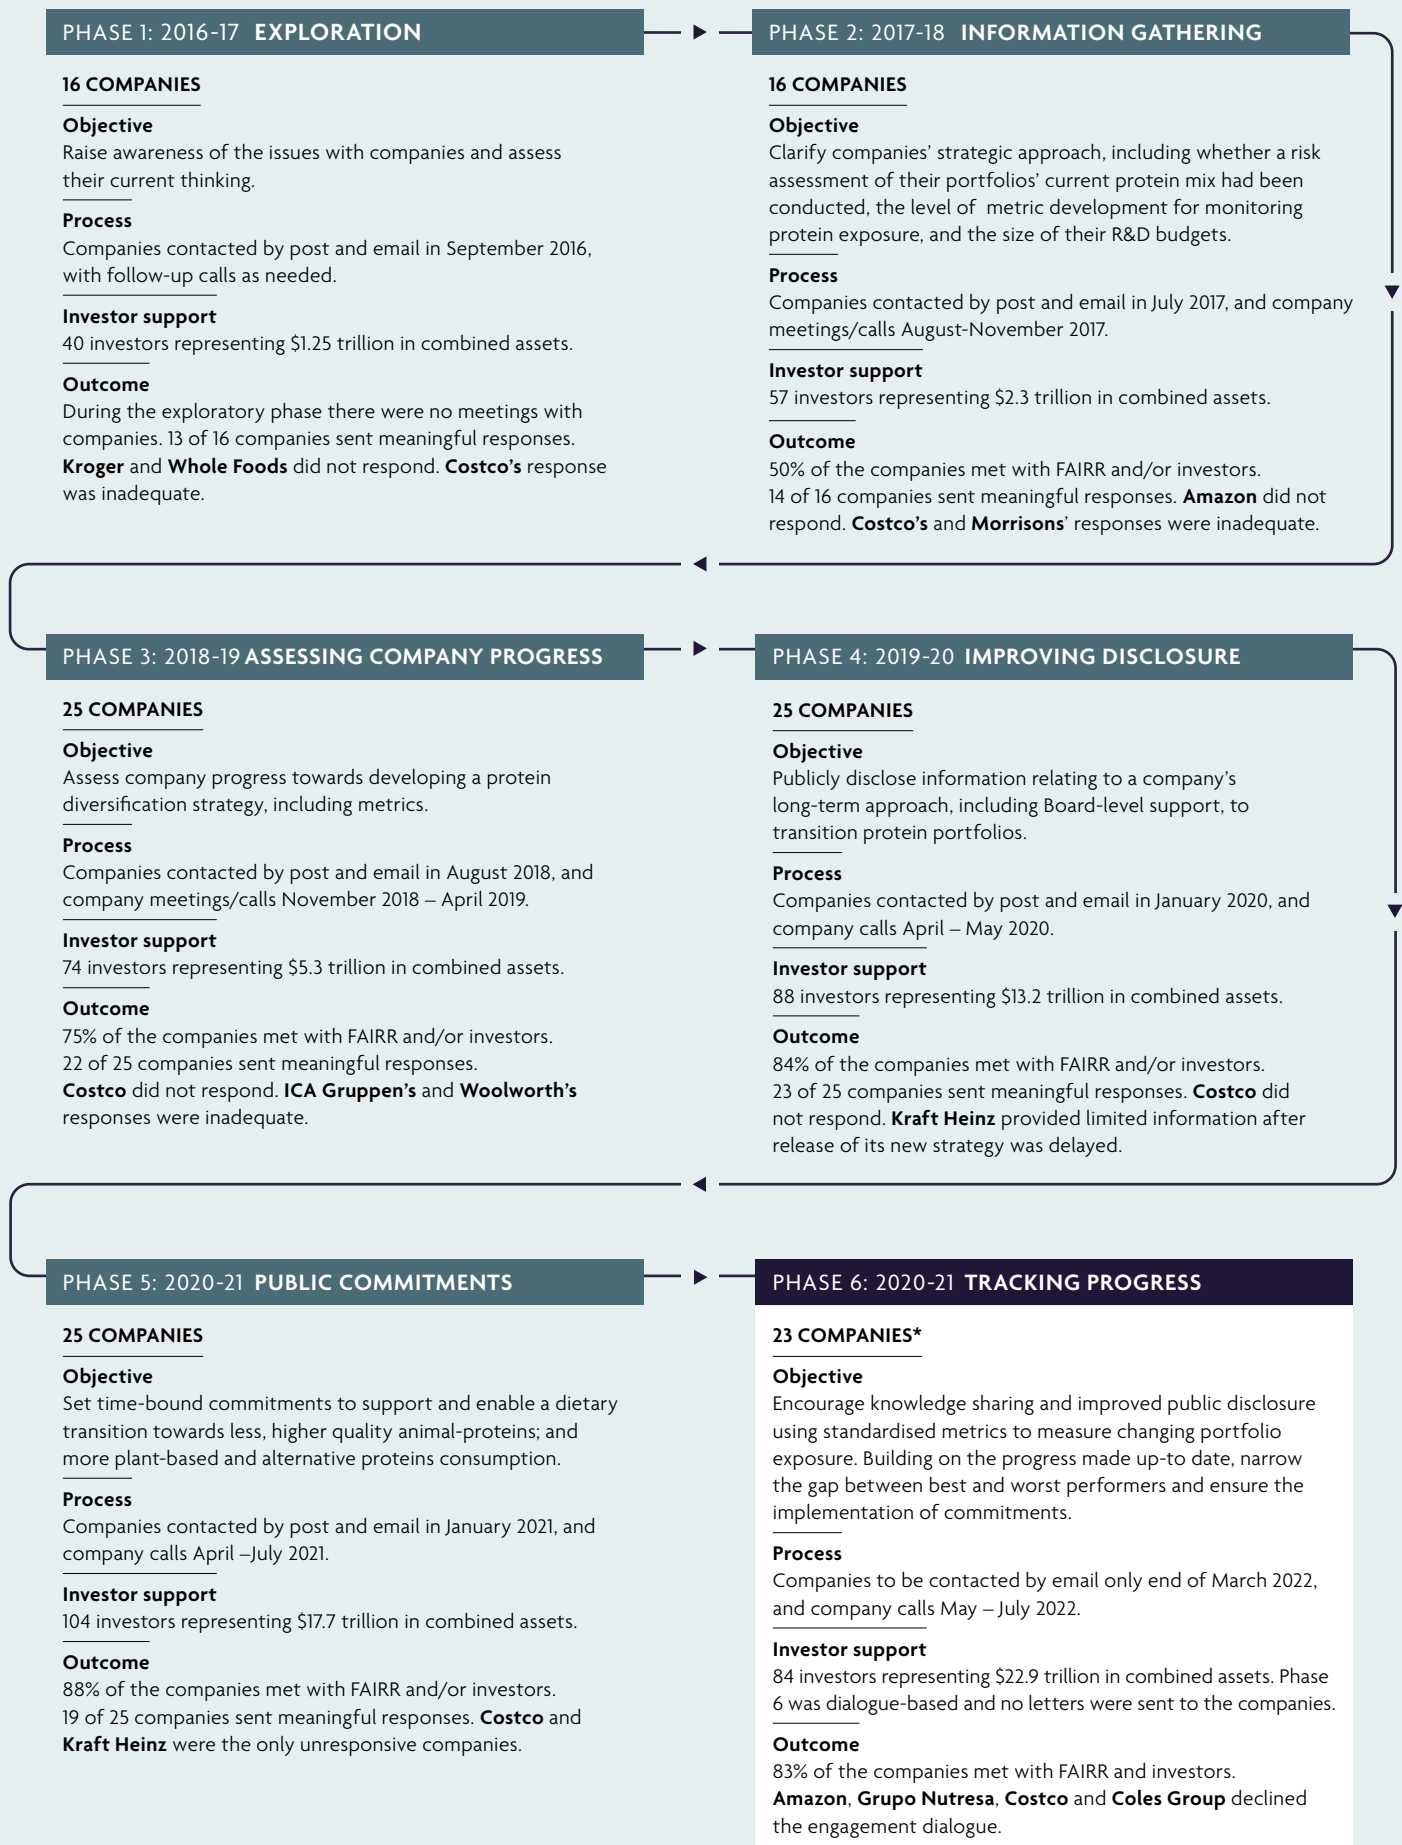 PHASE 1: 2016-17 EXPLORATION
16 COMPANIES
Objective
Raise awareness of the issues with companies and assess
their current thinking.
Process
Companies contacted by post and email in September 2016,
with follow-up calls as needed.
Investor support
40 investors representing $1.25 trillion in combined assets.
Outcome
During the exploratory phase there were no meetings with
companies. 13 of 16 companies sent meaningful responses.
Kroger and Whole Foods did not respond. Costco's response
was inadequate.
PHASE 2: 2017-18 INFORMATION GATHERING
16 COMPANIES
Objective
Clarify companies' strategic approach, including whether a risk
assessment of their portfolios' current protein mix had been
conducted, the level of metric development for monitoring
protein exposure, and the size of their R&D budgets.
Process
Companies contacted by post and email in July 2017, and company
meetings/calls August-November 2017.
Investor support
57 investors representing $2.3 trillion in combined assets.
Outcome
50% of the companies met with FAIRR and/or investors.
14 of 16 companies sent meaningful responses. Amazon did not
respond. Costco's and Morrisons' responses were inadequate.
PHASE 3: 2018-19 ASSESSING COMPANY PROGRESS
25 COMPANIES
Objective
Assess company progress towards developing a protein
diversification strategy, including metrics.
Process
Companies contacted by post and email in August 2018, and
company meetings/calls November 2018 – April 2019.
Investor support
74 investors representing $5.3 trillion in combined assets.
Outcome
75% of the companies met with FAIRR and/or investors.
22 of 25 companies sent meaningful responses.
Costco did not respond. ICA Gruppen's and Woolworth's
responses were inadequate.
PHASE 4: 2019-20 IMPROVING DISCLOSURE
25 COMPANIES
Objective
Publicly disclose information relating to a company's
long-term approach, including Board-level support, to
transition protein portfolios.
Process
Companies contacted by post and email in January 2020, and
company calls April – May 2020.
Investor support
88 investors representing $13.2 trillion in combined assets.
Outcome
84% of the companies met with FAIRR and/or investors.
23 of 25 companies sent meaningful responses. Costco did
not respond. Kraft Heinz provided limited information after
release of its new strategy was delayed.
PHASE 5: 2020-21 PUBLIC COMMITMENTS
25 COMPANIES
Objective
Set time-bound commitments to support and enable a dietary
transition towards less, higher quality animal-proteins; and
more plant-based and alternative proteins consumption.
Process
Companies contacted by post and email in January 2021, and
company calls April –July 2021.
Investor support
104 investors representing $17.7 trillion in combined assets.
Outcome
88% of the companies met with FAIRR and/or investors.
19 of 25 companies sent meaningful responses. Costco and
Kraft Heinz were the only unresponsive companies.
PHASE 6: 2020-21 TRACKING PROGRESS
23 COMPANIES*
Objective
Encourage knowledge sharing and improved public disclosure
using standardised metrics to measure changing portfolio
exposure. Building on the progress made up-to date, narrow
the gap between best and worst performers and ensure the
implementation of commitments.
Process
Companies to be contacted by email only end of March 2022,
and company calls May – July 2022.
Investor support
84 investors representing $22.9 trillion in combined assets. Phase
6 was dialogue-based and no letters were sent to the companies.
Outcome
83% of the companies met with FAIRR and investors.
Amazon, Grupo Nutresa, Costco and Coles Group declined
the engagement dialogue.